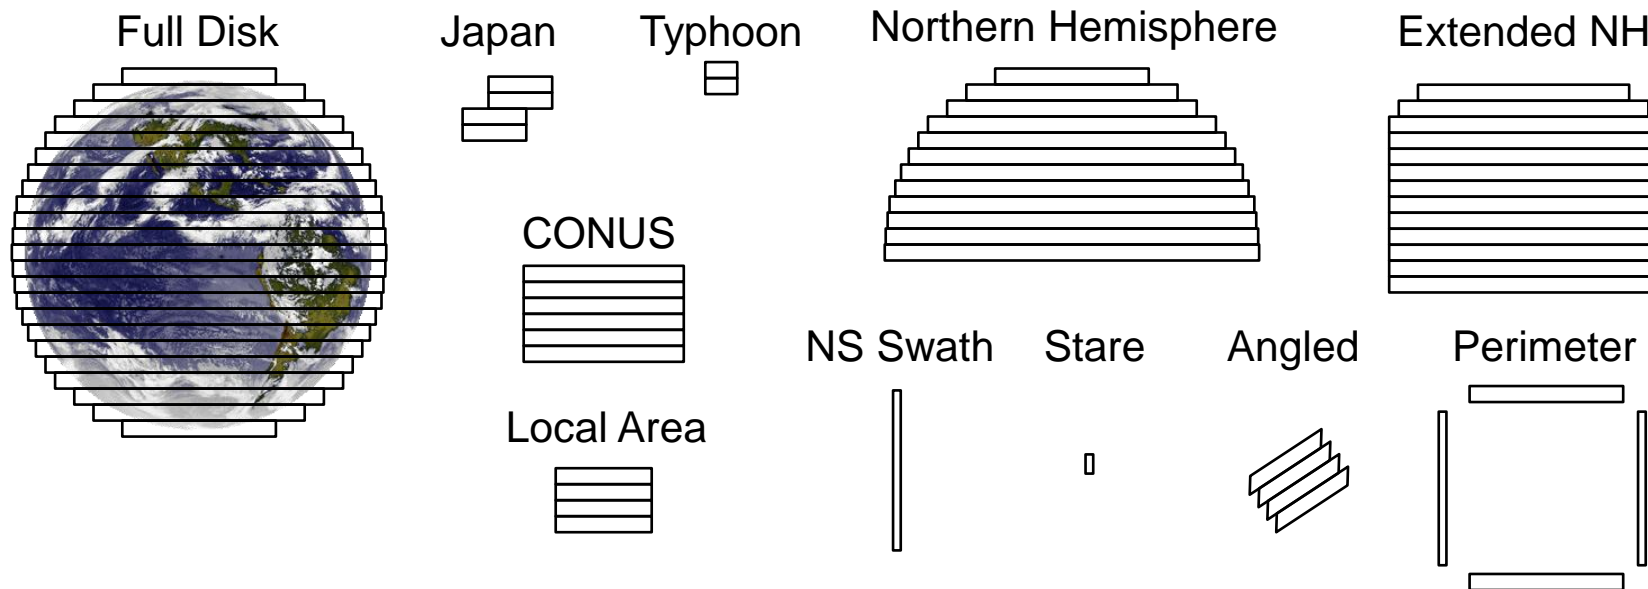 Full Disk
Japan
Typhoon
Northern Hemisphere
Extended NH
CONUS
NS Swath
Stare
Angled
Perimeter
Local Area